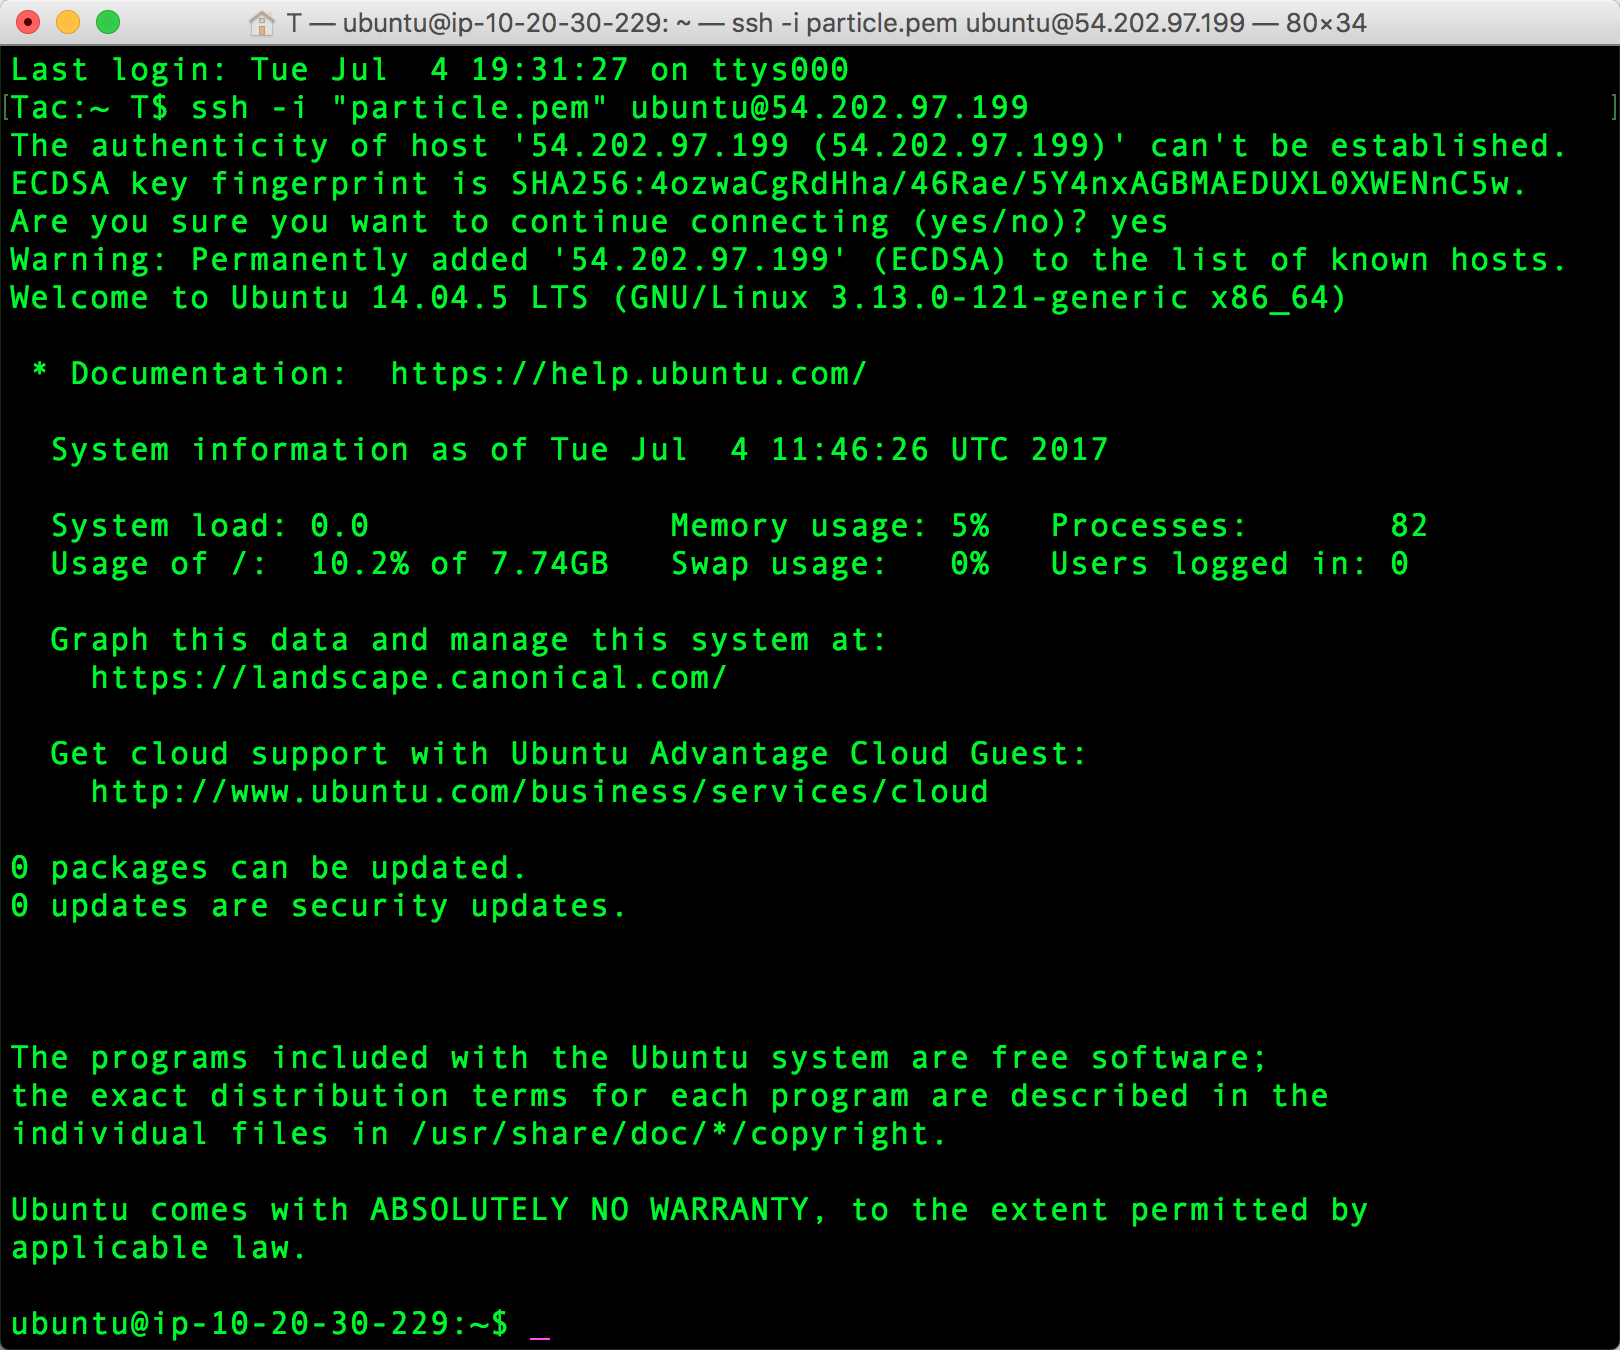 T — ubuntu@ip-10-20-30-229: ~ — ssh -i particle.pem ubuntu@54.202.97.199 — 80×34
Last login: Tue Jul  4 19:31:27 on ttys000
[Tac:~ T$ ssh -i "particle.pem" ubuntu@54.202.97.199 ]
The authenticity of host '54.202.97.199 (54.202.97.199)' can't be established.
ECDSA key fingerprint is SHA256:4ozwaCgRdHha/46Rae/5Y4nxAGBMAEDUXL0XWENnC5w.
Are you sure you want to continue connecting (yes/no)? yes
Warning: Permanently added '54.202.97.199' (ECDSA) to the list of known hosts.
Welcome to Ubuntu 14.04.5 LTS (GNU/Linux 3.13.0-121-generic x86_64)
 * Documentation:  https://help.ubuntu.com/
  System information as of Tue Jul  4 11:46:26 UTC 2017
  System load: 0.0               Memory usage: 5%   Processes:       82
  Usage of /:  10.2% of 7.74GB   Swap usage:   0%   Users logged in: 0
  Graph this data and manage this system at:
    https://landscape.canonical.com/
  Get cloud support with Ubuntu Advantage Cloud Guest:
    http://www.ubuntu.com/business/services/cloud
0 packages can be updated.
0 updates are security updates.
The programs included with the Ubuntu system are free software;
the exact distribution terms for each program are described in the
individual files in /usr/share/doc/*/copyright.
Ubuntu comes with ABSOLUTELY NO WARRANTY, to the extent permitted by
applicable law.
ubuntu@ip-10-20-30-229:~$ _